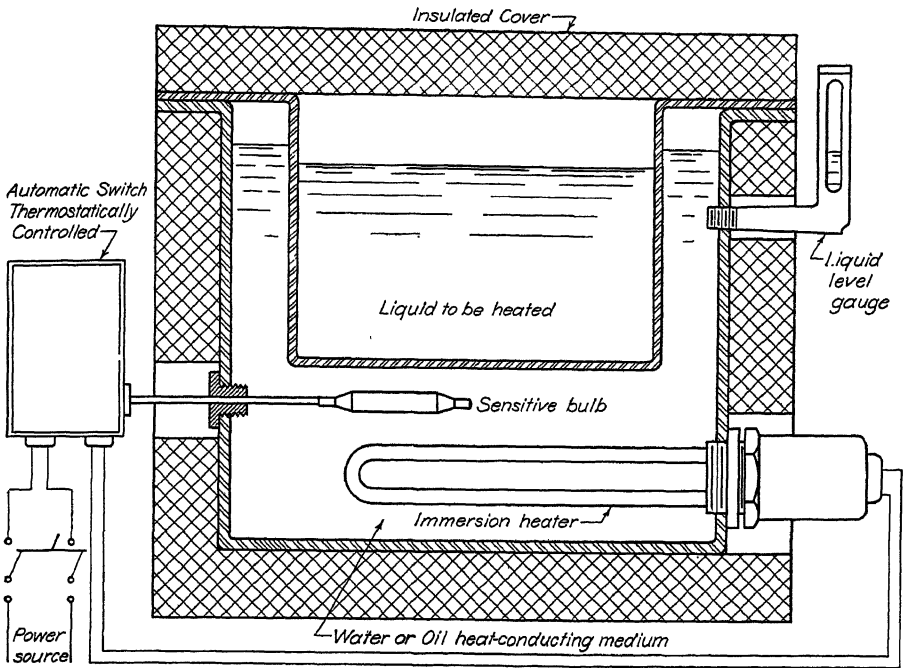 Insulated Cover
Automatic Switch
Thermostatically
Controlled
Liquid
level
gauge
Liquid to be heated
Sensitive bulb
Immersion heater
Water or Oil heat-conducting medium
Power
source